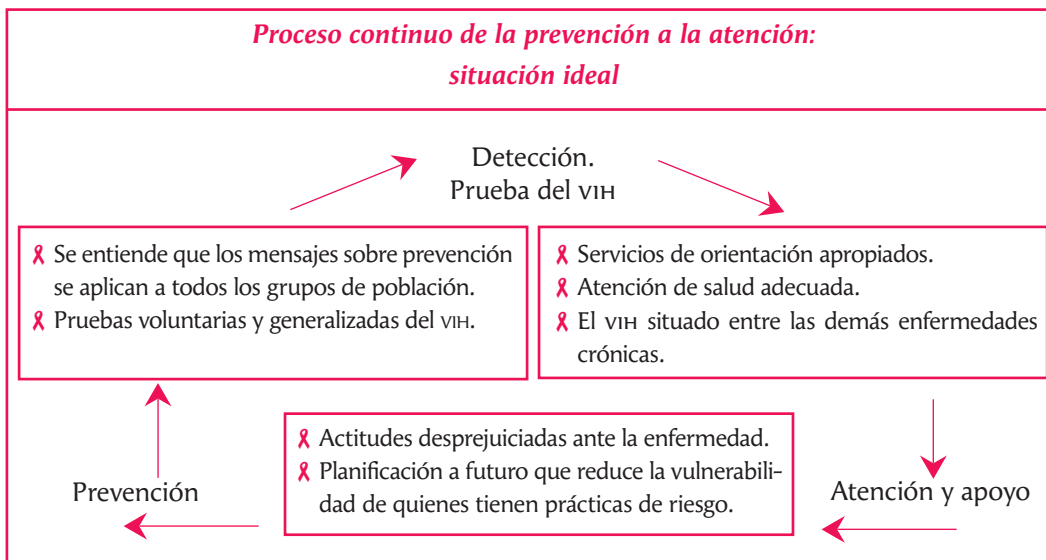 Proceso continuo de la prevención a la atención:
situación ideal
Detección.
Prueba del VIH
Se entiende que los mensajes sobre prevención
se aplican a todos los grupos de población.
Pruebas voluntarias y generalizadas del VIH.
Servicios de orientación apropiados.
Atención de salud adecuada.
El VIH situado entre las demás enfermedades
crónicas.
Actitudes desprejuiciadas ante la enfermedad.
Planificación a futuro que reduce la vulnerabili-
dad de quienes tienen prácticas de riesgo.
Prevención
Atención y apoyo